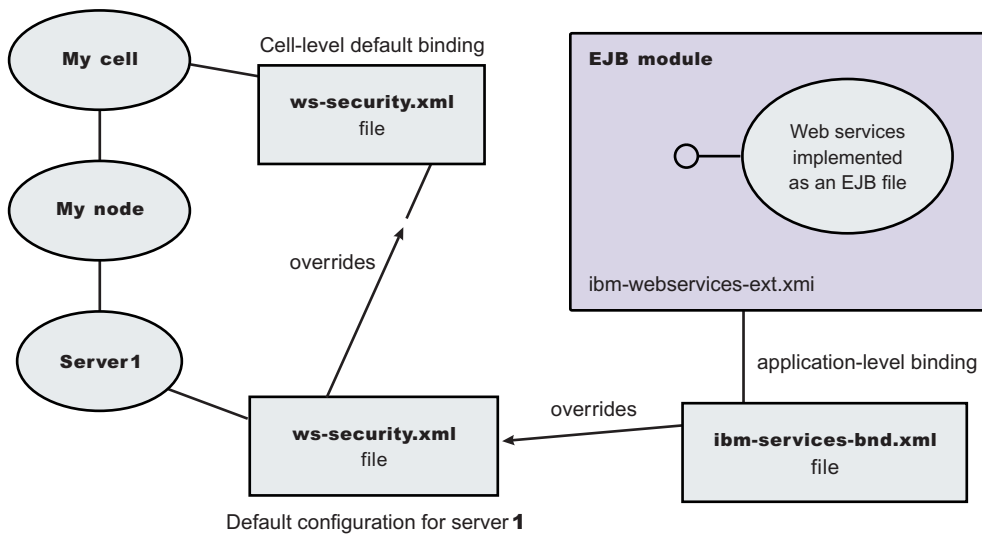 My cell
Cell-level default binding
ws-security.xml
file
EJB module
Web services
implemented
as an EJB file
My node
overrides
ibm-webservices-ext.xmi
Server1
application-level binding
ws-security.xml
file
overrides
ibm-services-bnd.xml
file
Default configuration for server 1